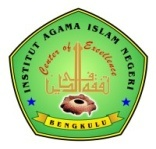 INSTITUT AGAMA ISLAM NEGERI
Center of Excellence
BENGKULU